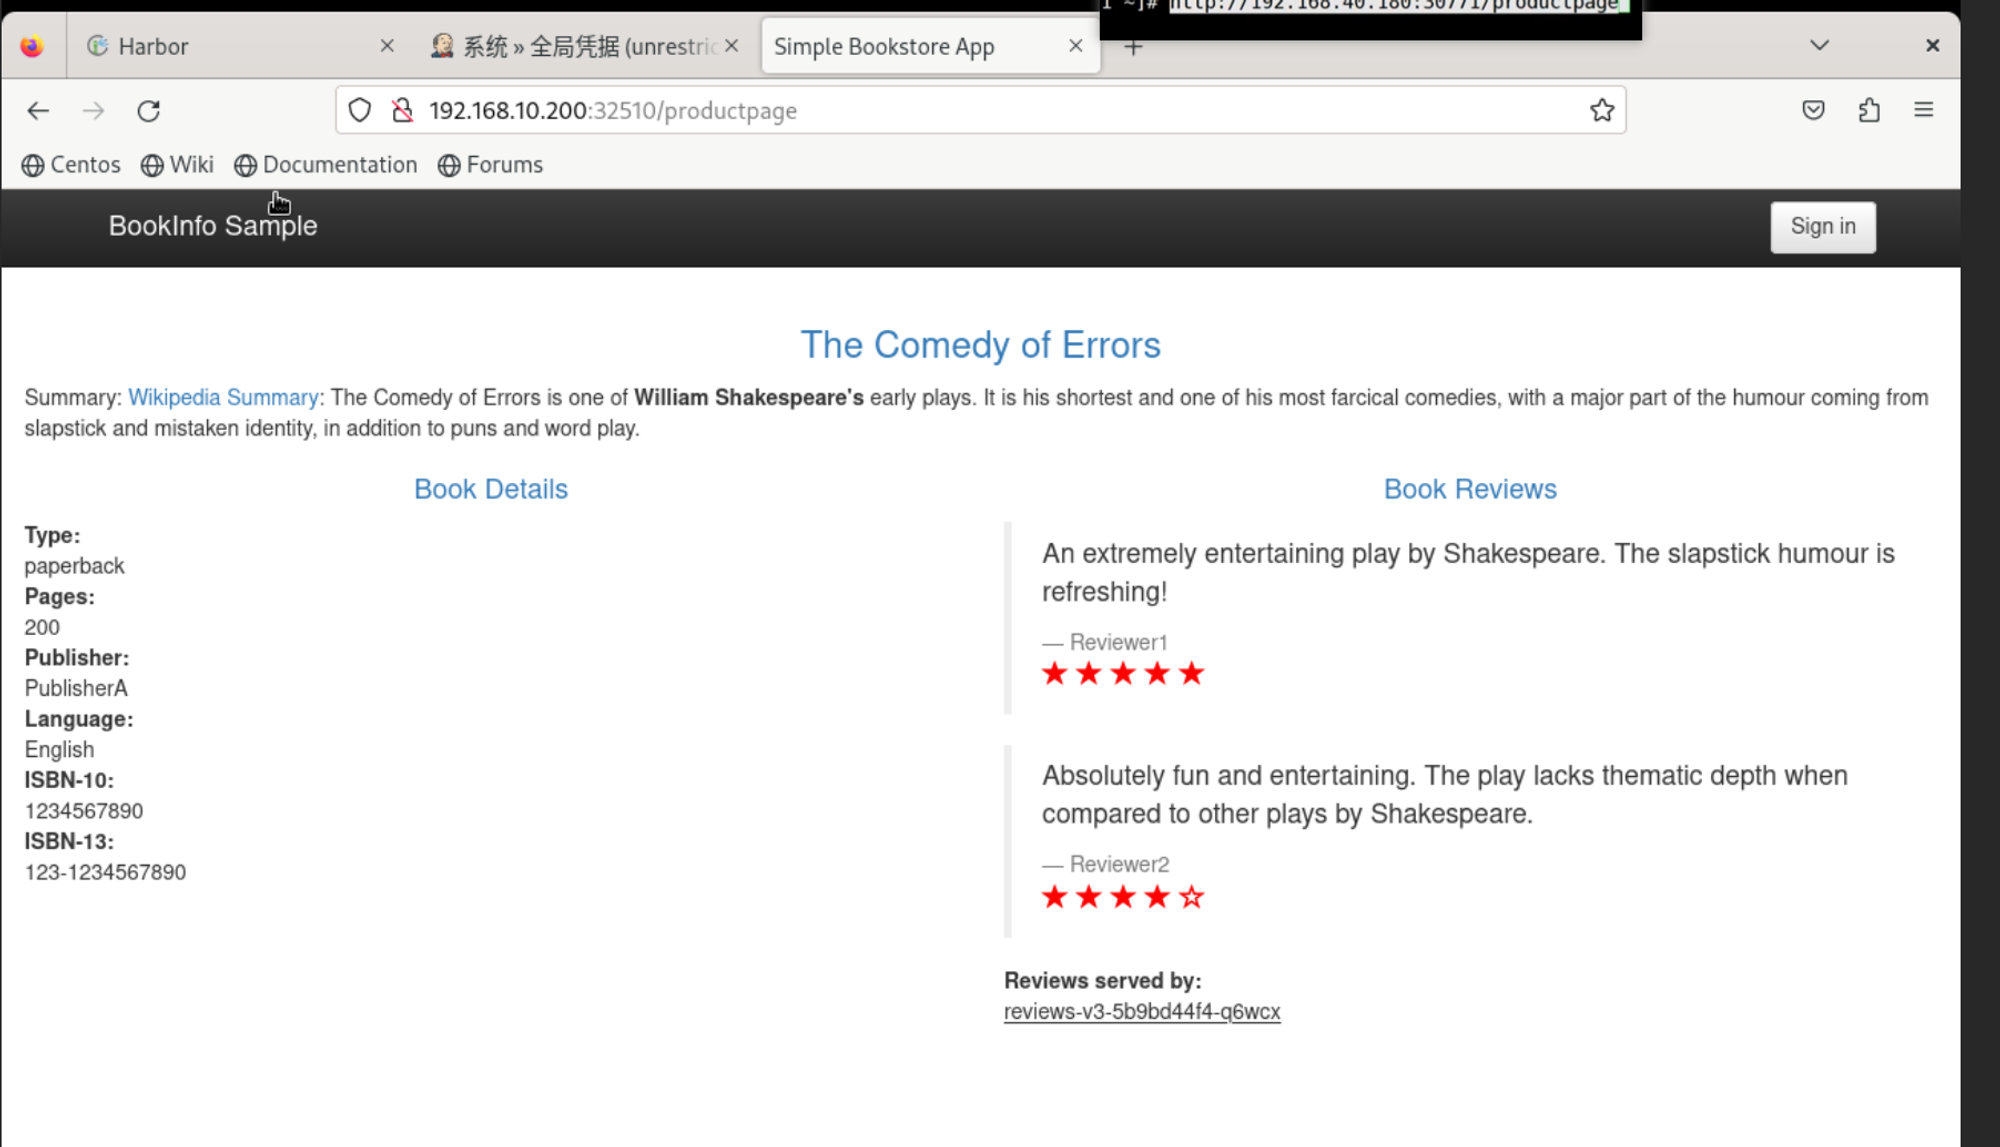 1 ~]# http://192.168.40.180:30771/productpage
Harbor
系统 » 全局凭据 (unrestric
Simple Bookstore App
192.168.10.200:32510/productpage
Centos Wiki Documentation Forums
BookInfo Sample
Sign in
The Comedy of Errors
Summary: Wikipedia Summary: The Comedy of Errors is one of William Shakespeare's early plays. It is his shortest and one of his most farcical comedies, with a major part of the humour coming from
slapstick and mistaken identity, in addition to puns and word play.
Book Details
Type:
paperback
Pages:
200
Publisher:
PublisherA
Language:
English
ISBN-10:
1234567890
ISBN-13:
123-1234567890
Book Reviews
An extremely entertaining play by Shakespeare. The slapstick humour is
refreshing!
— Reviewer1
Absolutely fun and entertaining. The play lacks thematic depth when
compared to other plays by Shakespeare.
— Reviewer2
Reviews served by:
reviews-v3-5b9bd44f4-q6wcx